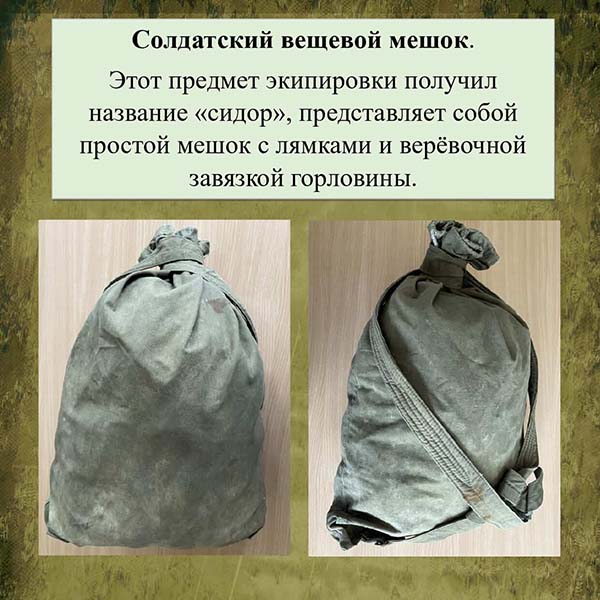 Солдатский вещевой мешок.
Этот предмет экипировки получил
название «сидор», представляет собой
простой мешок с лямками и верёвочной
завязкой горловины.